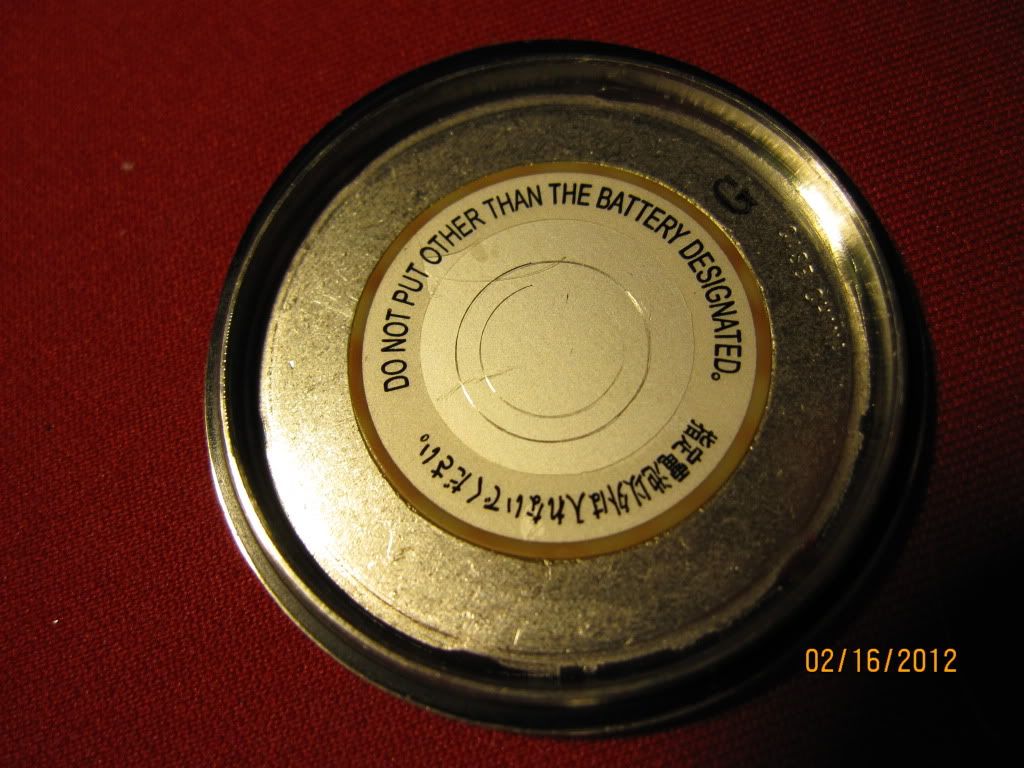 DO NOT PUT OTHER THAN THE BATTERY DESIGNATED。
指定電池以外は入れないでください。
G
02/16/2012